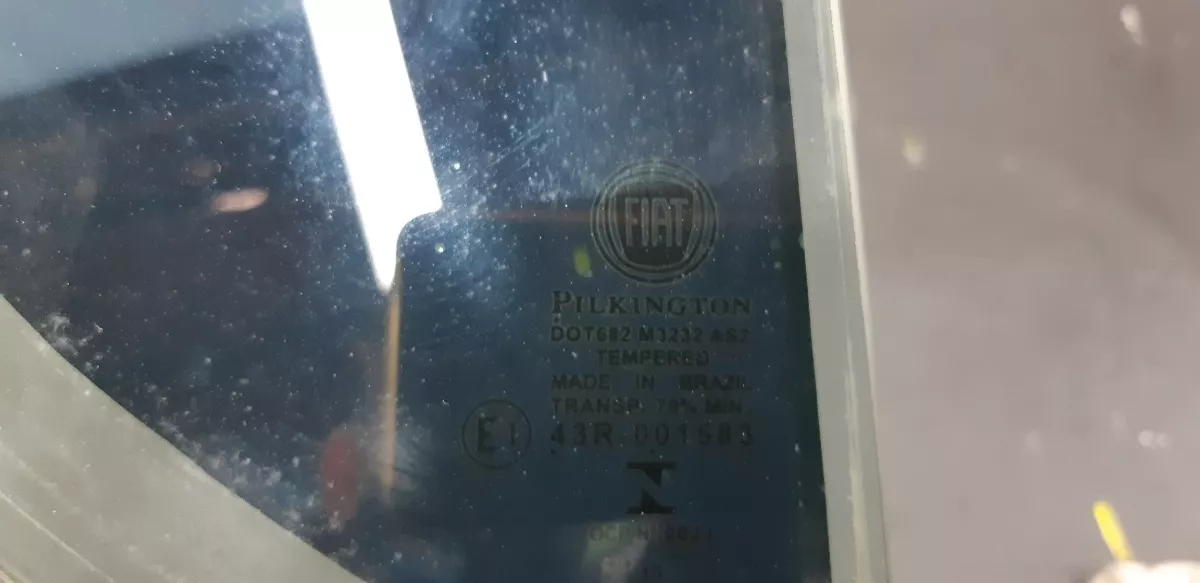 FIAT
PILKINGTON
DOT682 M3232 AS2
TEMPERED
MADE IN BRAZIL
TRANSP. 70% MIN.
E1 43R 001583